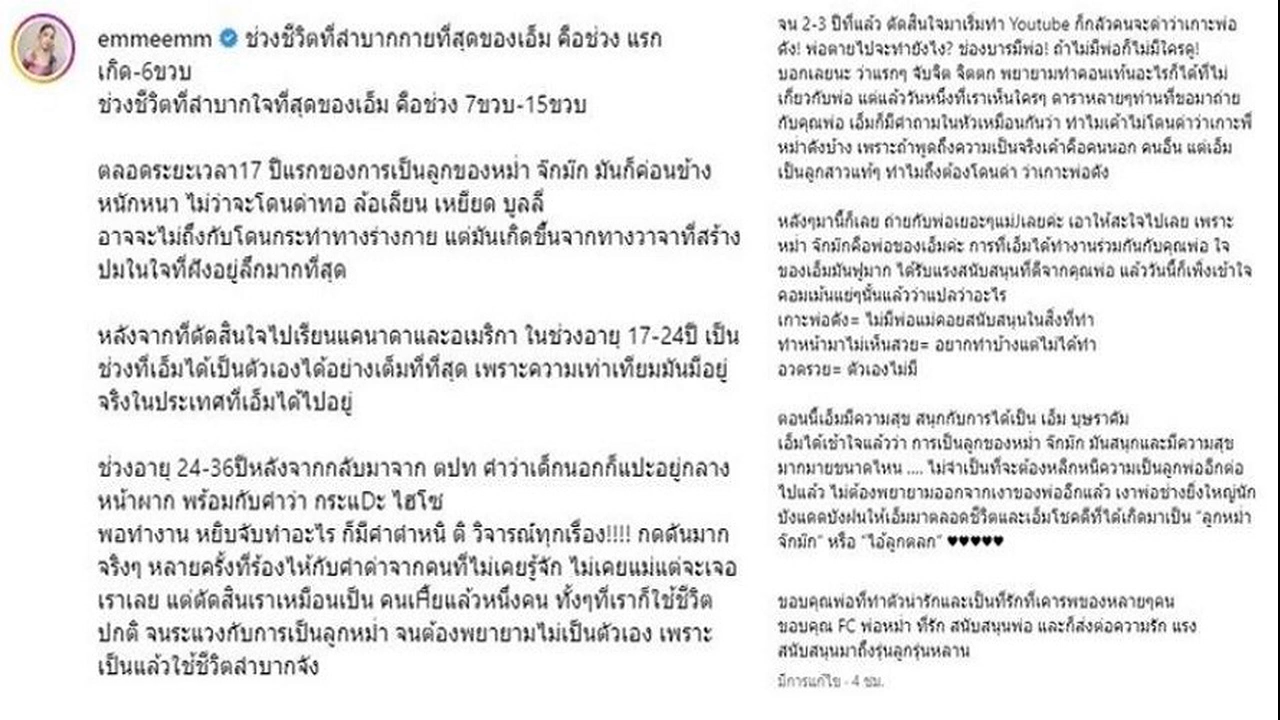 emmeemm ช่วงชีวิตที่ลำบากกายที่สุดของเอ็ม คือช่วง แรก
เกิด-6ขวบ
ช่วงชีวิตที่ลำบากใจที่สุดของเอ็ม คือช่วง 7ขวบ-15ขวบ
ตลอดระยะเวลา17 ปีแรกของการเป็นลูกของหม่ำ จ๊กม๊ก มันก็ค่อนข้าง
หนักหนา ไม่ว่าจะโดนด่าทอ ล้อเลียน เหยียด บูลลี่
อาจจะไม่ถึงกับโดนกระทำทางร่างกาย แต่มันเกิดขึ้นจากทางวาจาที่สร้าง
ปมในใจที่ฝังอยู่ลึกมากที่สุด
หลังจากที่ตัดสินใจไปเรียนแคนาดาและอเมริกา ในช่วงอายุ 17-24ปี เป็น
ช่วงที่เอ็มได้เป็นตัวเองได้อย่างเต็มที่ที่สุด เพราะความเท่าเทียมมันมีอยู่
จริงในประเทศที่เอ็มได้ไปอยู่
ช่วงอายุ 24-36ปีหลังจากกลับมาจาก ตปท คำว่าเด็กนอกก็แปะอยู่กลาง
หน้าผาก พร้อมกับคำว่า กระแDะ ไฮโซ
พอทำงาน หยิบจับทำอะไร ก็มีคำตำหนิ ติ วิจารณ์ทุกเรื่อง!!!! กดดันมาก
จริงๆ หลายครั้งที่ร้องไห้กับคำด่าจากคนที่ไม่เคยรู้จัก ไม่เคยแม่แต่จะเจอ
เราเลย แต่ตัดสินเราเหมือนเป็น คนเHี้ยแล้วหนึ่งคน ทั้งๆที่เราก็ใช้ชีวิต
ปกติ จนระแวงกับการเป็นลูกหม่ำ จนต้องพยายามไม่เป็นตัวเอง เพราะ
เป็นแล้วใช้ชีวิตลำบากจัง
จน 2-3 ปีที่แล้ว ตัดสินใจมาเริ่มทำ Youtube ก็กลัวคนจะด่าว่าเกาะพ่อ
ดัง! พ่อตายไปจะทำยังไง? ช่องบารมีพ่อ! ถ้าไม่มีพ่อก็ไม่มีใครดู!
บอกเลยนะ ว่าแรกๆ จับจิต จิตตก พยายามทำคอนเท้นอะไรก็ได้ที่ไม่
เกี่ยวกับพ่อ แต่แล้ววันหนึ่งที่เราเห็นใครๆ ดาราหลายๆท่านที่ขอมาถ่าย
กับคุณพ่อ เอ็มก็มีคำถามในหัวเหมือนกันว่า ทำไมเค้าไม่โดนด่าว่าเกาะพี่
หม่ำดังบ้าง เพราะถ้าพูดถึงความเป็นจริงเค้าคือคนนอก คนอื่น แต่เอ็ม
เป็นลูกสาวแท้ๆ ทำไมถึงต้องโดนด่า ว่าเกาะพ่อดัง
หลังๆมานี้ก็เลย ถ่ายกับพ่อเยอะๆแม่Jเลยค่ะ เอาให้สะใจไปเลย เพราะ
หม่ำ จ๊กม๊กคือพ่อของเอ็มค่ะ การที่เอ็มได้ทำงานร่วมกันกับคุณพ่อ ใจ
ของเอ็มมันฟูมาก ได้รับแรงสนับสนุนที่ดีจากคุณพ่อ แล้ววันนี้ก็เพิ่งเข้าใจ
คอมเม้นแย่ๆนั้นแล้วว่าแปลว่าอะไร
เกาะพ่อดัง= ไม่มีพ่อแม่คอยสนับสนุนในสิ่งที่ทำ
ทำหน้ามาไม่เห็นสวย= อยากทำบ้างแต่ไม่ได้ทำ
อวดรวย= ตัวเองไม่มี
ตอนนี้เอ็มมีความสุข สนุกกับการได้เป็น เอ็ม บุษราคัม
เอ็มได้เข้าใจแล้วว่า การเป็นลูกของหม่ำ จ๊กม๊ก มันสนุกและมีความสุข
มากมายขนาดไหน .... ไม่จำเป็นที่จะต้องหลีกหนีความเป็นลูกพ่ออีกต่อ
ไปแล้ว ไม่ต้องพยายามออกจากเงาของพ่ออีกแล้ว เงาพ่อช่างยิ่งใหญ่นัก
บังแดดบังฝนให้เอ็มมาตลอดชีวิตและเอ็มโชคดีที่ได้เกิดมาเป็น “ลูกหม่ำ
จ๊กม๊ก” หรือ “ไอ้ลูกตลก” ♥♥♥♥♥
ขอบคุณพ่อที่ทำตัวน่ารักและเป็นที่รักที่เคารพของหลายๆคน
ขอบคุณ FC พ่อหม่ำ ที่รัก สนับสนุนพ่อ และก็ส่งต่อความรัก แรง
สนับสนุนมาถึงรุ่นลูกรุ่นหลาน
มีการแก้ไข · 4 ชม.